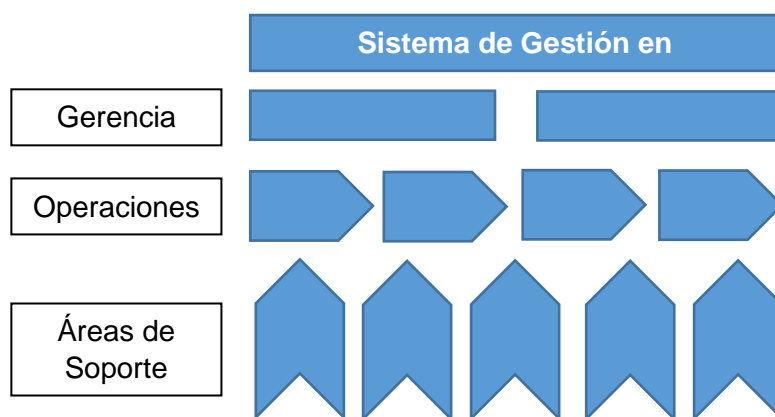 Sistema de Gestión en
Gerencia
Operaciones
Áreas de
Soporte